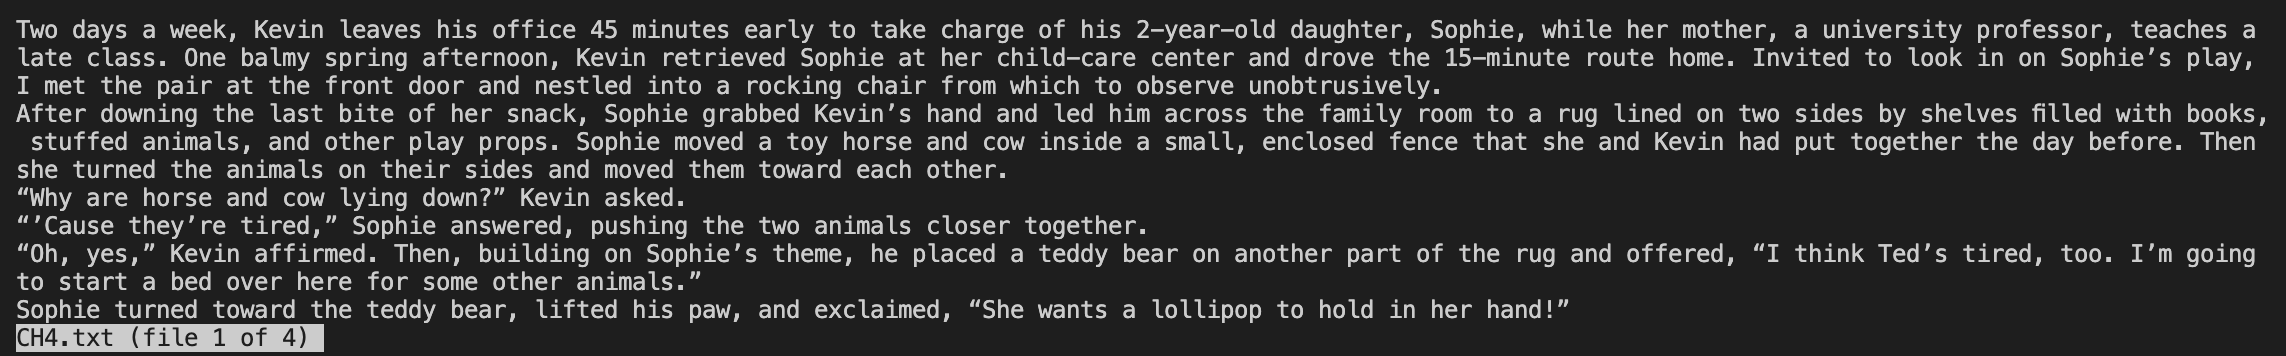 Two days a week, Kevin leaves his office 45 minutes early to take charge of his 2-year-old daughter, Sophie, while her mother, a university professor, teaches a
late class. One balmy spring afternoon, Kevin retrieved Sophie at her child-care center and drove the 15-minute route home. Invited to look in on Sophie’s play,
I met the pair at the front door and nestled into a rocking chair from which to observe unobtrusively.
After downing the last bite of her snack, Sophie grabbed Kevin’s hand and led him across the family room to a rug lined on two sides by shelves filled with books,
stuffed animals, and other play props. Sophie moved a toy horse and cow inside a small, enclosed fence that she and Kevin had put together the day before. Then
she turned the animals on their sides and moved them toward each other.
“Why are horse and cow lying down?” Kevin asked.
“’Cause they’re tired,” Sophie answered, pushing the two animals closer together.
“Oh, yes,” Kevin affirmed. Then, building on Sophie’s theme, he placed a teddy bear on another part of the rug and offered, “I think Ted’s tired, too. I’m going
to start a bed over here for some other animals.”
Sophie turned toward the teddy bear, lifted his paw, and exclaimed, “She wants a lollipop to hold in her hand!”
CH4.txt (file 1 of 4)